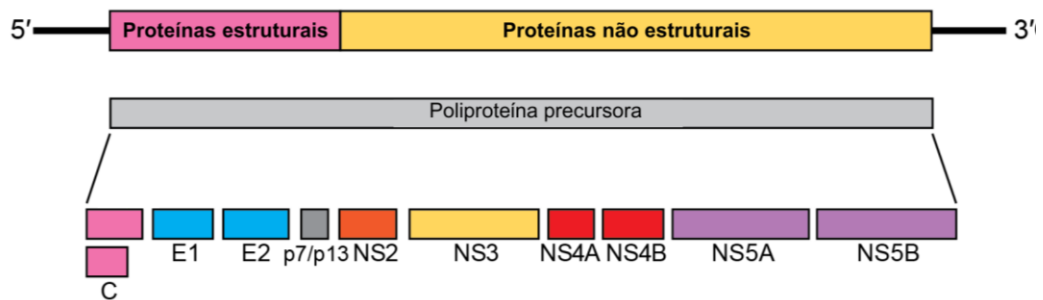 5′ Proteínas estruturais Proteínas não estruturais 3′
Poliproteína precursora
E1 E2 p7/p13 NS2 NS3 NS4A NS4B NS5A NS5B
C